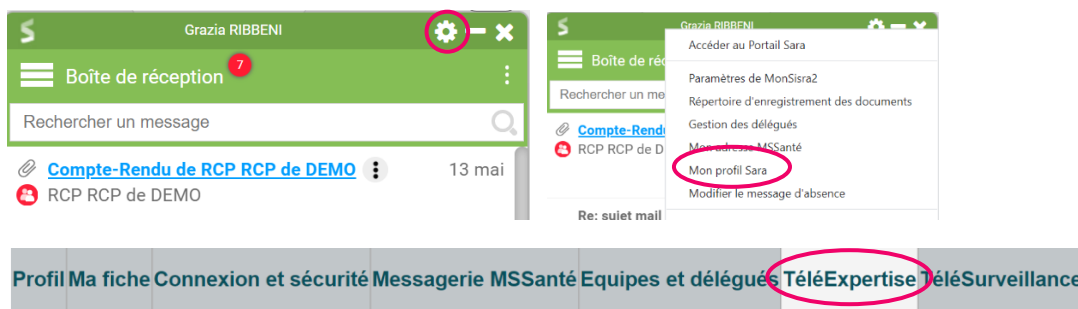 Grazia RIBBENI
Boîte de réception 7
Rechercher un message
Compte-Rendu de RCP RCP de DEMO 13 mai
RCP RCP de DEMO
Grazia RIBBENI
Boîte de réc
Rechercher un me
Compte-Rend
RCP RCP de D
Re: sujet mail
Accéder au Portail Sara
Paramètres de MonSisra2
Répertoire d'enregistrement des documents
Gestion des délégués
Mon adresse MSSanté
Mon profil Sara
Modifier le message d'absence
Profil Ma fiche Connexion et sécurité Messagerie MSSanté Equipes et délégués TéléExpertise TéléSurveillance